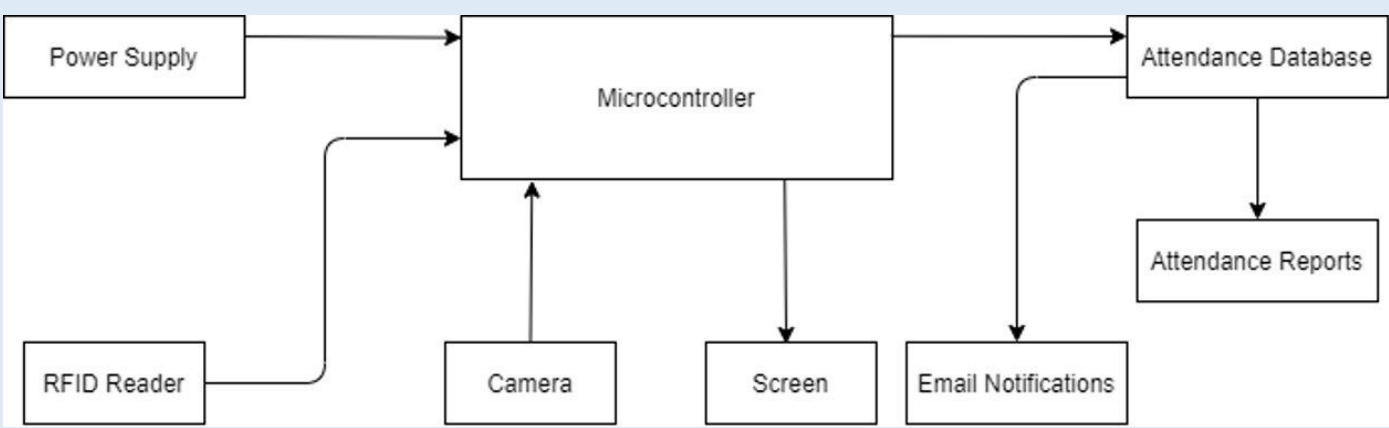 Power Supply
Microcontroller
Attendance Database
Attendance Reports
RFID Reader
Camera
Screen
Email Notifications